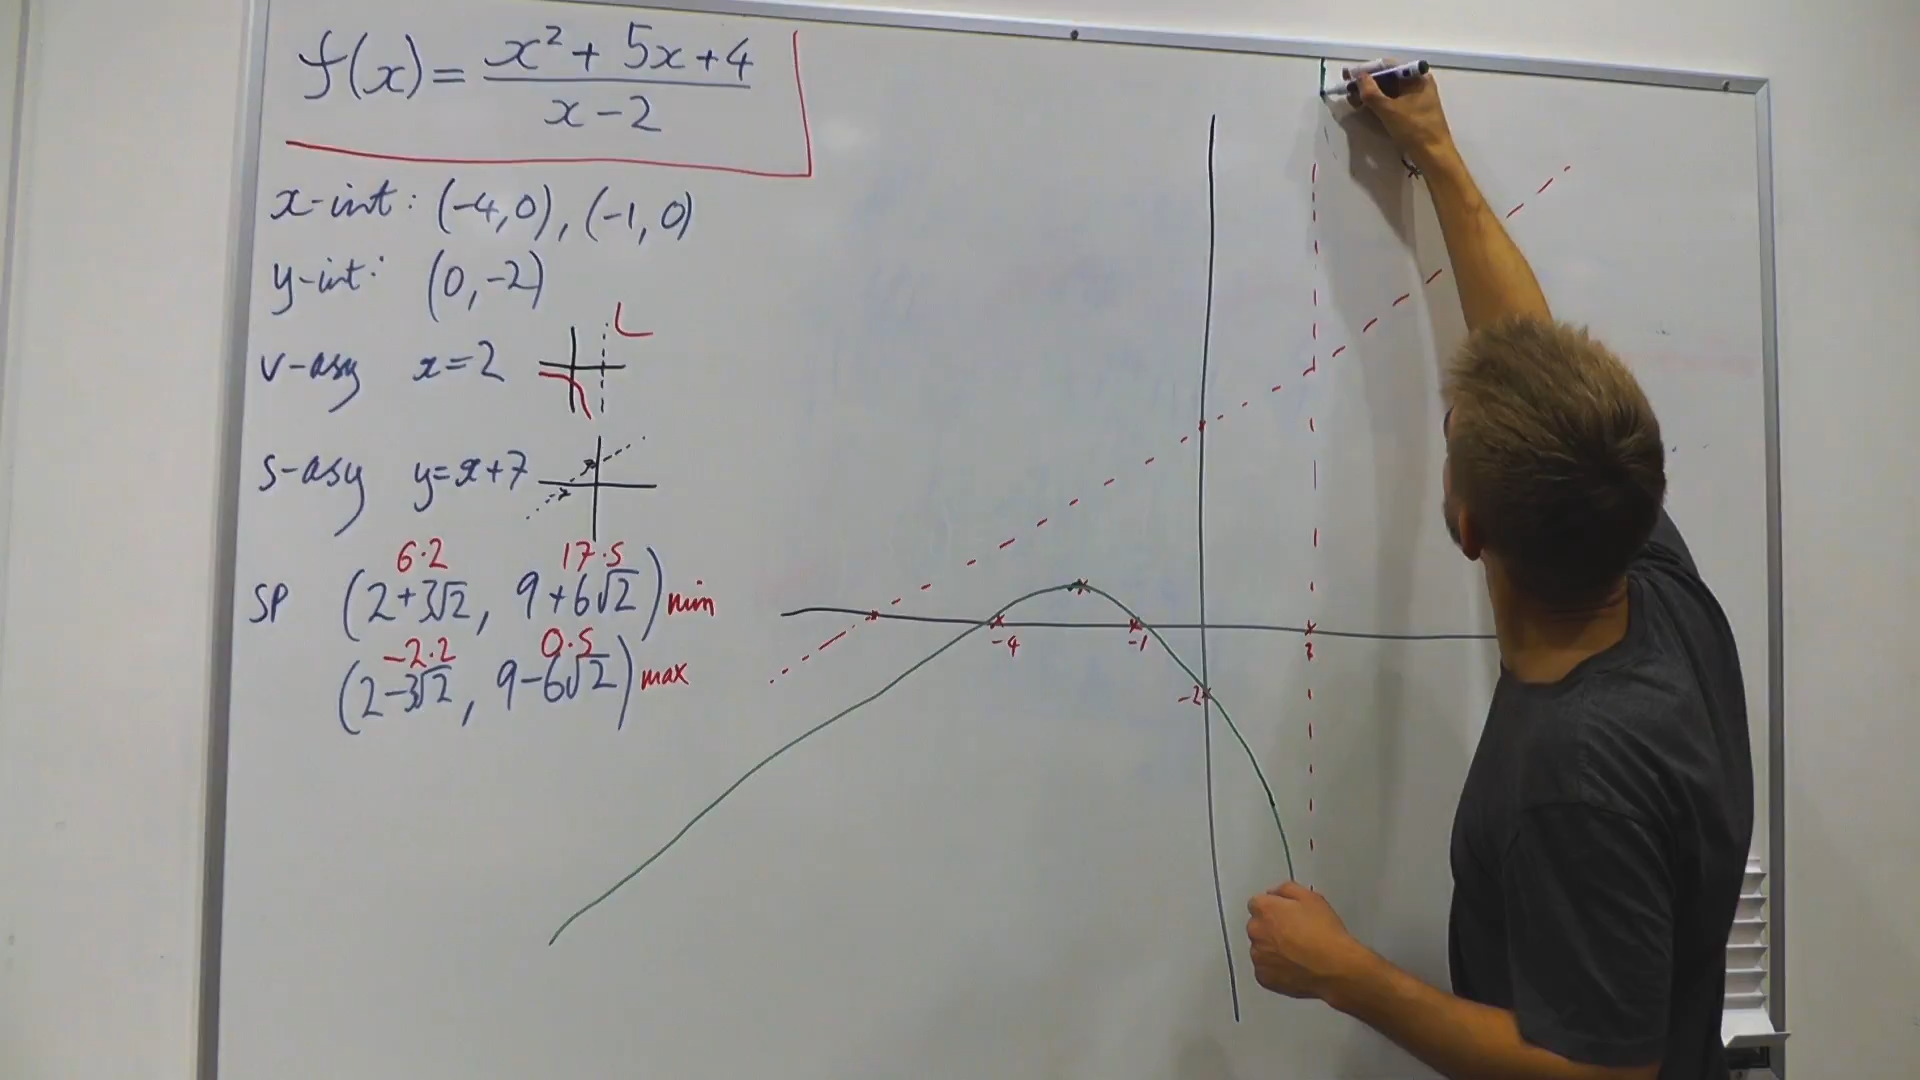 f(x) = x² + 5x + 4 / x - 2
x-int: (-4, 0), (-1, 0)
y-int: (0, -2)
v-asy x = 2
s-asy y = x + 7
6.2 17.5
SP (2+3√2, 9+6√2) min
-2.2 0.5
(2-3√2, 9-6√2) max
-4 -1
-2